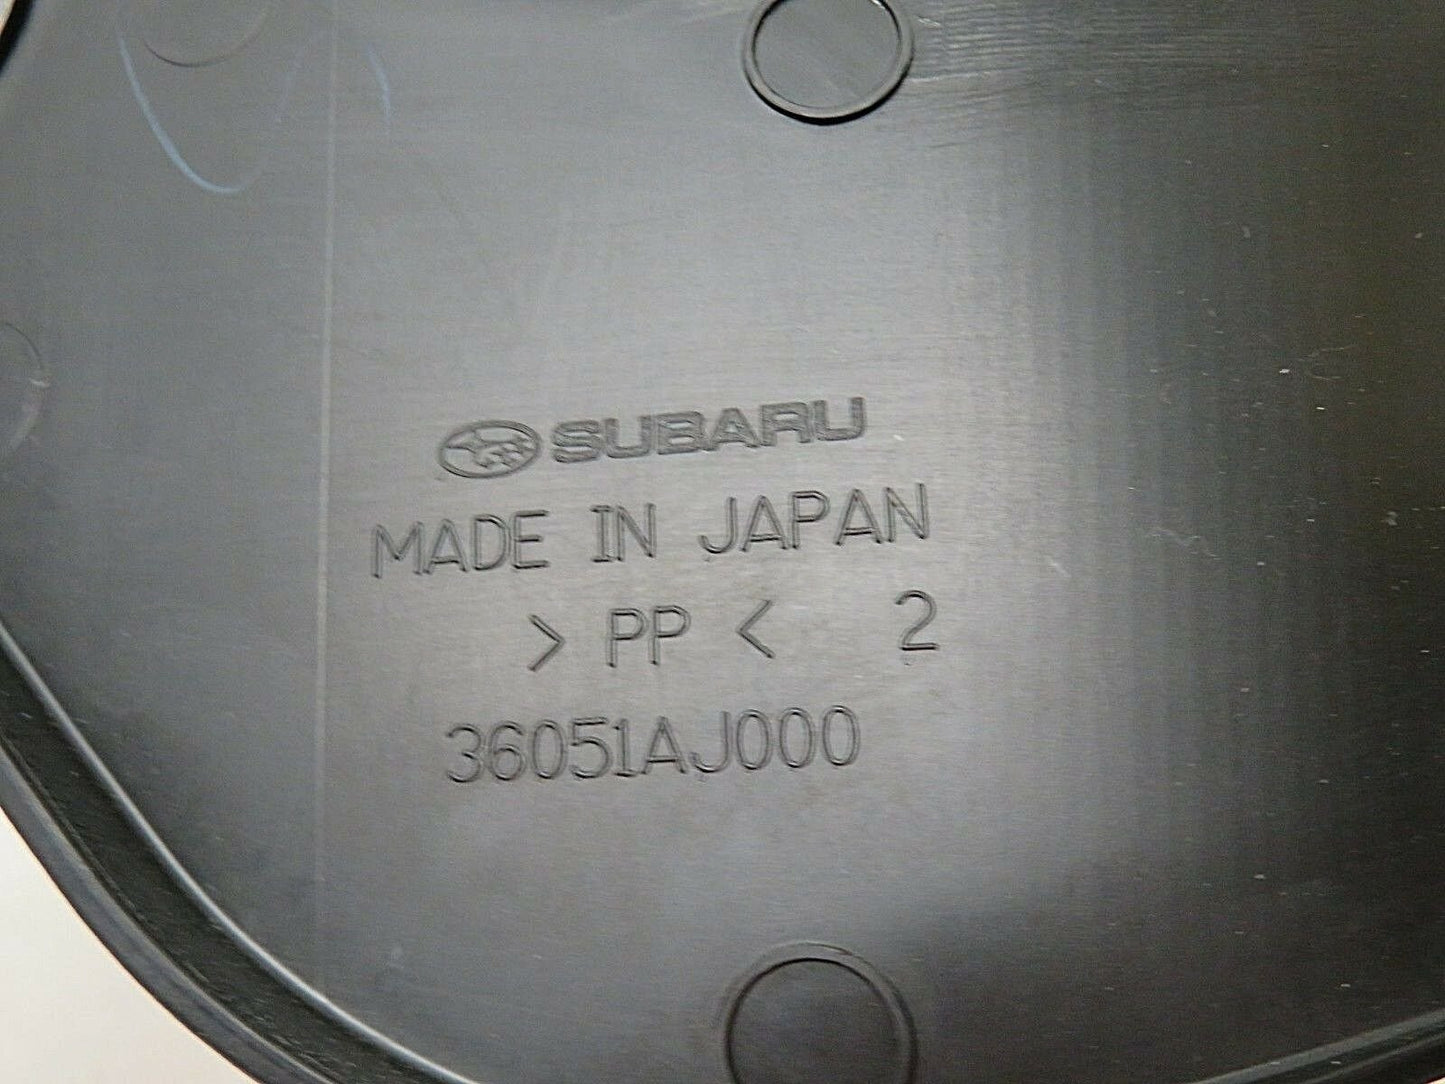 SUBARU
MADE IN JAPAN
> PP < 2
36051AJ000